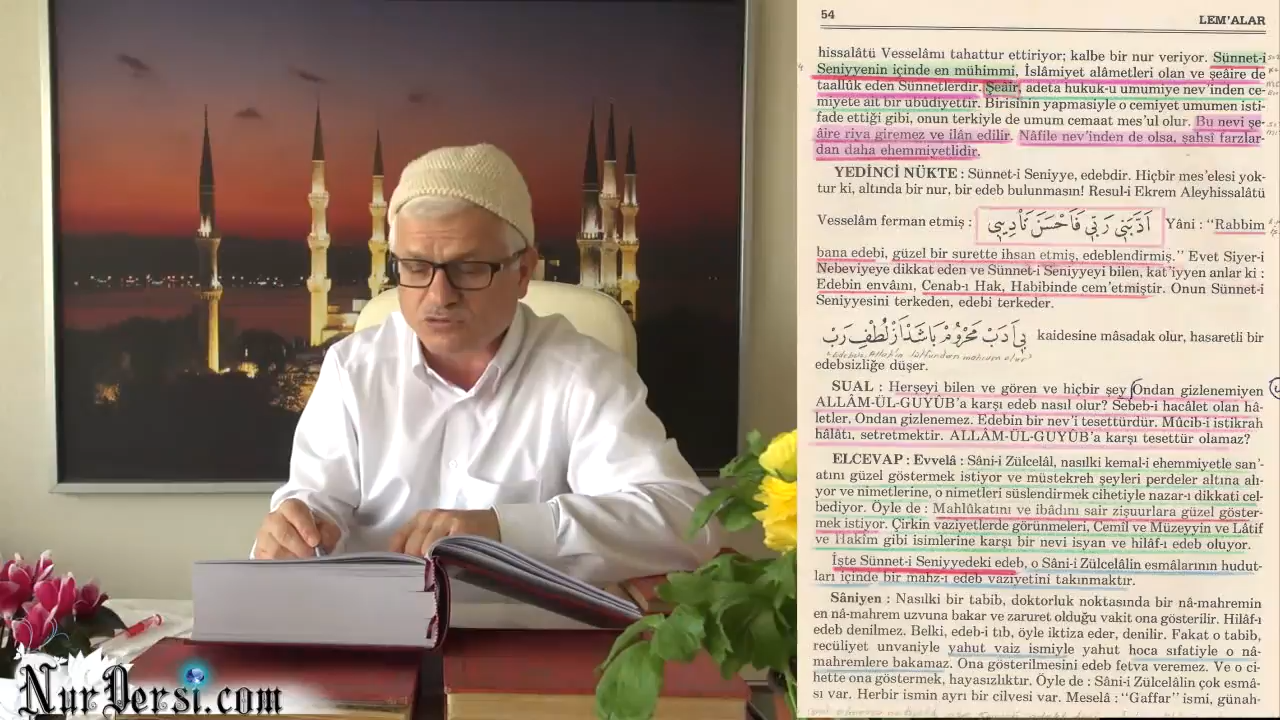 54
LEM'ALAR
hissalâtü Vesselâmı tahattur ettiriyor; kalbe bir nur veriyor. Sünnet-i
Seniyyenin içinde en mühimmi, İslâmiyet alâmetleri olan ve şeâire de
taallûk eden Sünnetlerdir. Şeâir, adeta hukuk-u umumiye nev'inden ce-
miyete ait bir übûdiyettir. Birisinin yapmasiyle o cemiyet umumen isti-
fade ettiği gibi, onun terkiyle de umum cemaat mes'ul olur. Bu nevi şe-
âire riya giremez ve ilân edilir. Nâfile nev'inden de olsa, şahsî farzlar-
dan daha ehemmiyetlidir.
YEDİNCİ NÜKTE : Sünnet-i Seniyye, edebdir. Hiçbir mes'elesi yok-
tur ki, altında bir nur, bir edeb bulunmasın! Resul-i Ekrem Aleyhissalâtü
Vesselâm ferman etmiş : اَدَّبَنِي رَبِّي فَاَحْسَنَ تَاْدِيبِي Yâni : "Rabbim
bana edebi, güzel bir surette ihsan etmiş, edeblendirmiş." Evet Siyer-i
Nebeviyeye dikkat eden ve Sünnet-i Seniyyeyi bilen, kat'iyyen anlar ki :
Edebin envâını, Cenab-ı Hak, Habibinde cem'etmiştir. Onun Sünnet-i
Seniyyesini terkeden, edebi terkeder.
بِى اَدَبْ مَحْرُومْ بَاشَدْ اَزْ لُطْفِ رَبْ kaidesine mâsadak olur, hasaretli bir
edebsizliğe düşer.
SUAL : Herşeyi bilen ve gören ve hiçbir şey Ondan gizlenemiyen
ALLÂM-ÜL-GUYÛB'a karşı edeb nasıl olur? Sebeb-i hacâlet olan hâ-
letler, Ondan gizlenemez. Edebin bir nev'i tesettürdür. Mûcib-i istikrah
hâlâtı, setretmektir. ALLÂM-ÜL-GUYÛB'a karşı tesettür olamaz?
ELCEVAP : Evvelâ : Sâni-i Zülcelâl, nasılki kemal-i ehemmiyetle san'-
atını güzel göstermek istiyor ve müstekreh şeyleri perdeler altına alı-
yor ve nimetlerine, o nimetleri süslendirmek cihetiyle nazar-ı dikkati cel-
bediyor. Öyle de : Mahlûkatını ve ibâdını sair zîşuurlara güzel göster-
mek istiyor. Çirkin vaziyetlerde görünmeleri, Cemîl ve Müzeyyin ve Lâtif
ve Hakîm gibi isimlerine karşı bir nevi isyan ve hilâf-ı edeb oluyor.
İşte Sünnet-i Seniyyedeki edeb, o Sâni-i Zülcelâlin esmâlarının hudut-
ları içinde bir mahz-ı edeb vaziyetini takınmaktır.
Sâniyen : Nasılki bir tabib, doktorluk noktasında bir nâ-mahremin
en nâ-mahrem uzvuna bakar ve zaruret olduğu vakit ona gösterilir. Hilâf-ı
edeb denilmez. Belki, edeb-i tıb, öyle iktiza eder, denilir. Fakat o tabib,
recüliyet unvaniyle yahut vaiz ismiyle yahut hoca sıfatiyle o nâ-
mahremlere bakamaz. Ona gösterilmesini edeb fetva veremez. Ve o ci-
hette ona göstermek, hayasızlıktır. Öyle de : Sâni-i Zülcelâlin çok esmâ-
sı var. Herbir ismin ayrı bir cilvesi var. Meselâ : "Gaffar" ismi, günah-
NurDersi.com